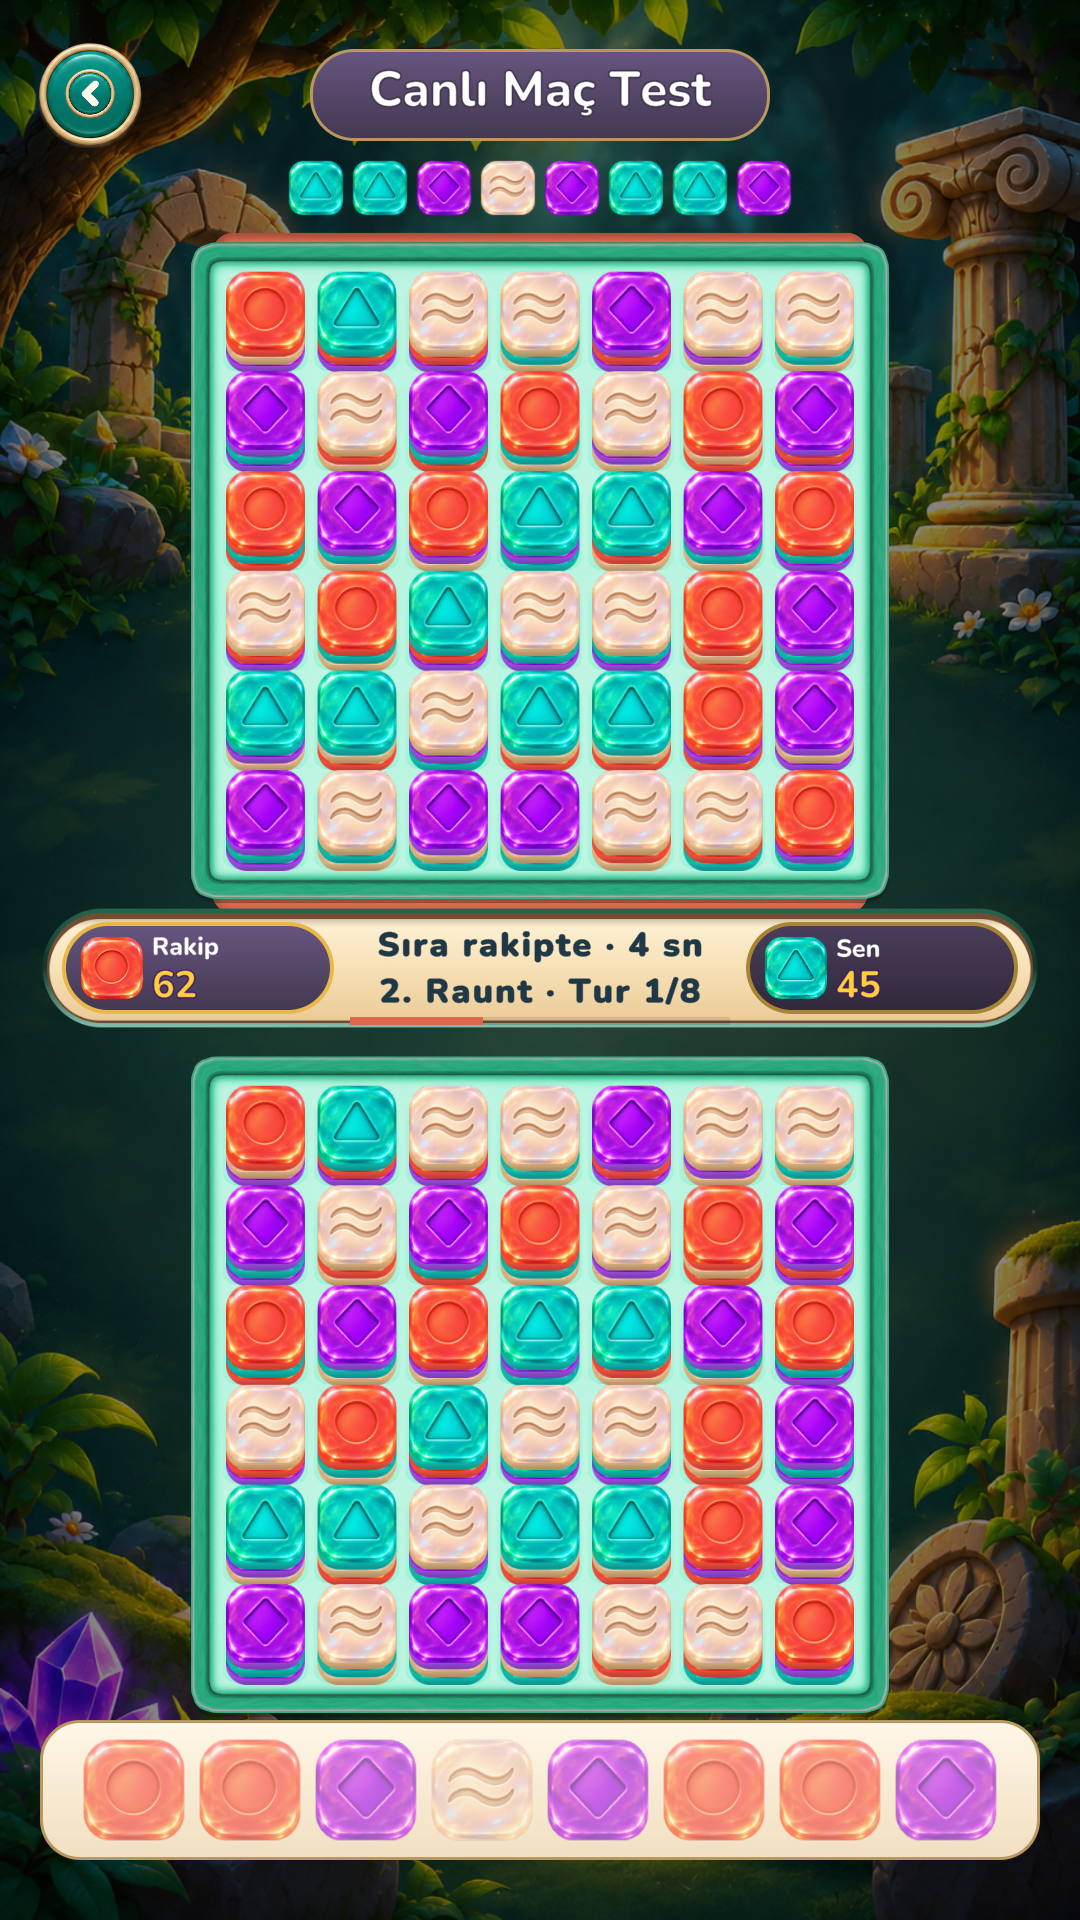 Canlı Maç Test
Rakip
62
Sıra rakipte · 4 sn
2. Raunt · Tur 1/8
Sen
45